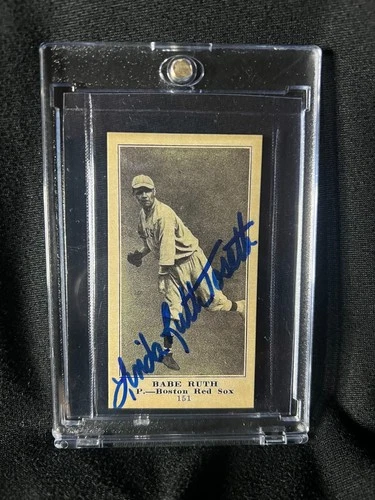 Linda Ruth Tosetti
BABE RUTH
P.—Boston Red Sox
151